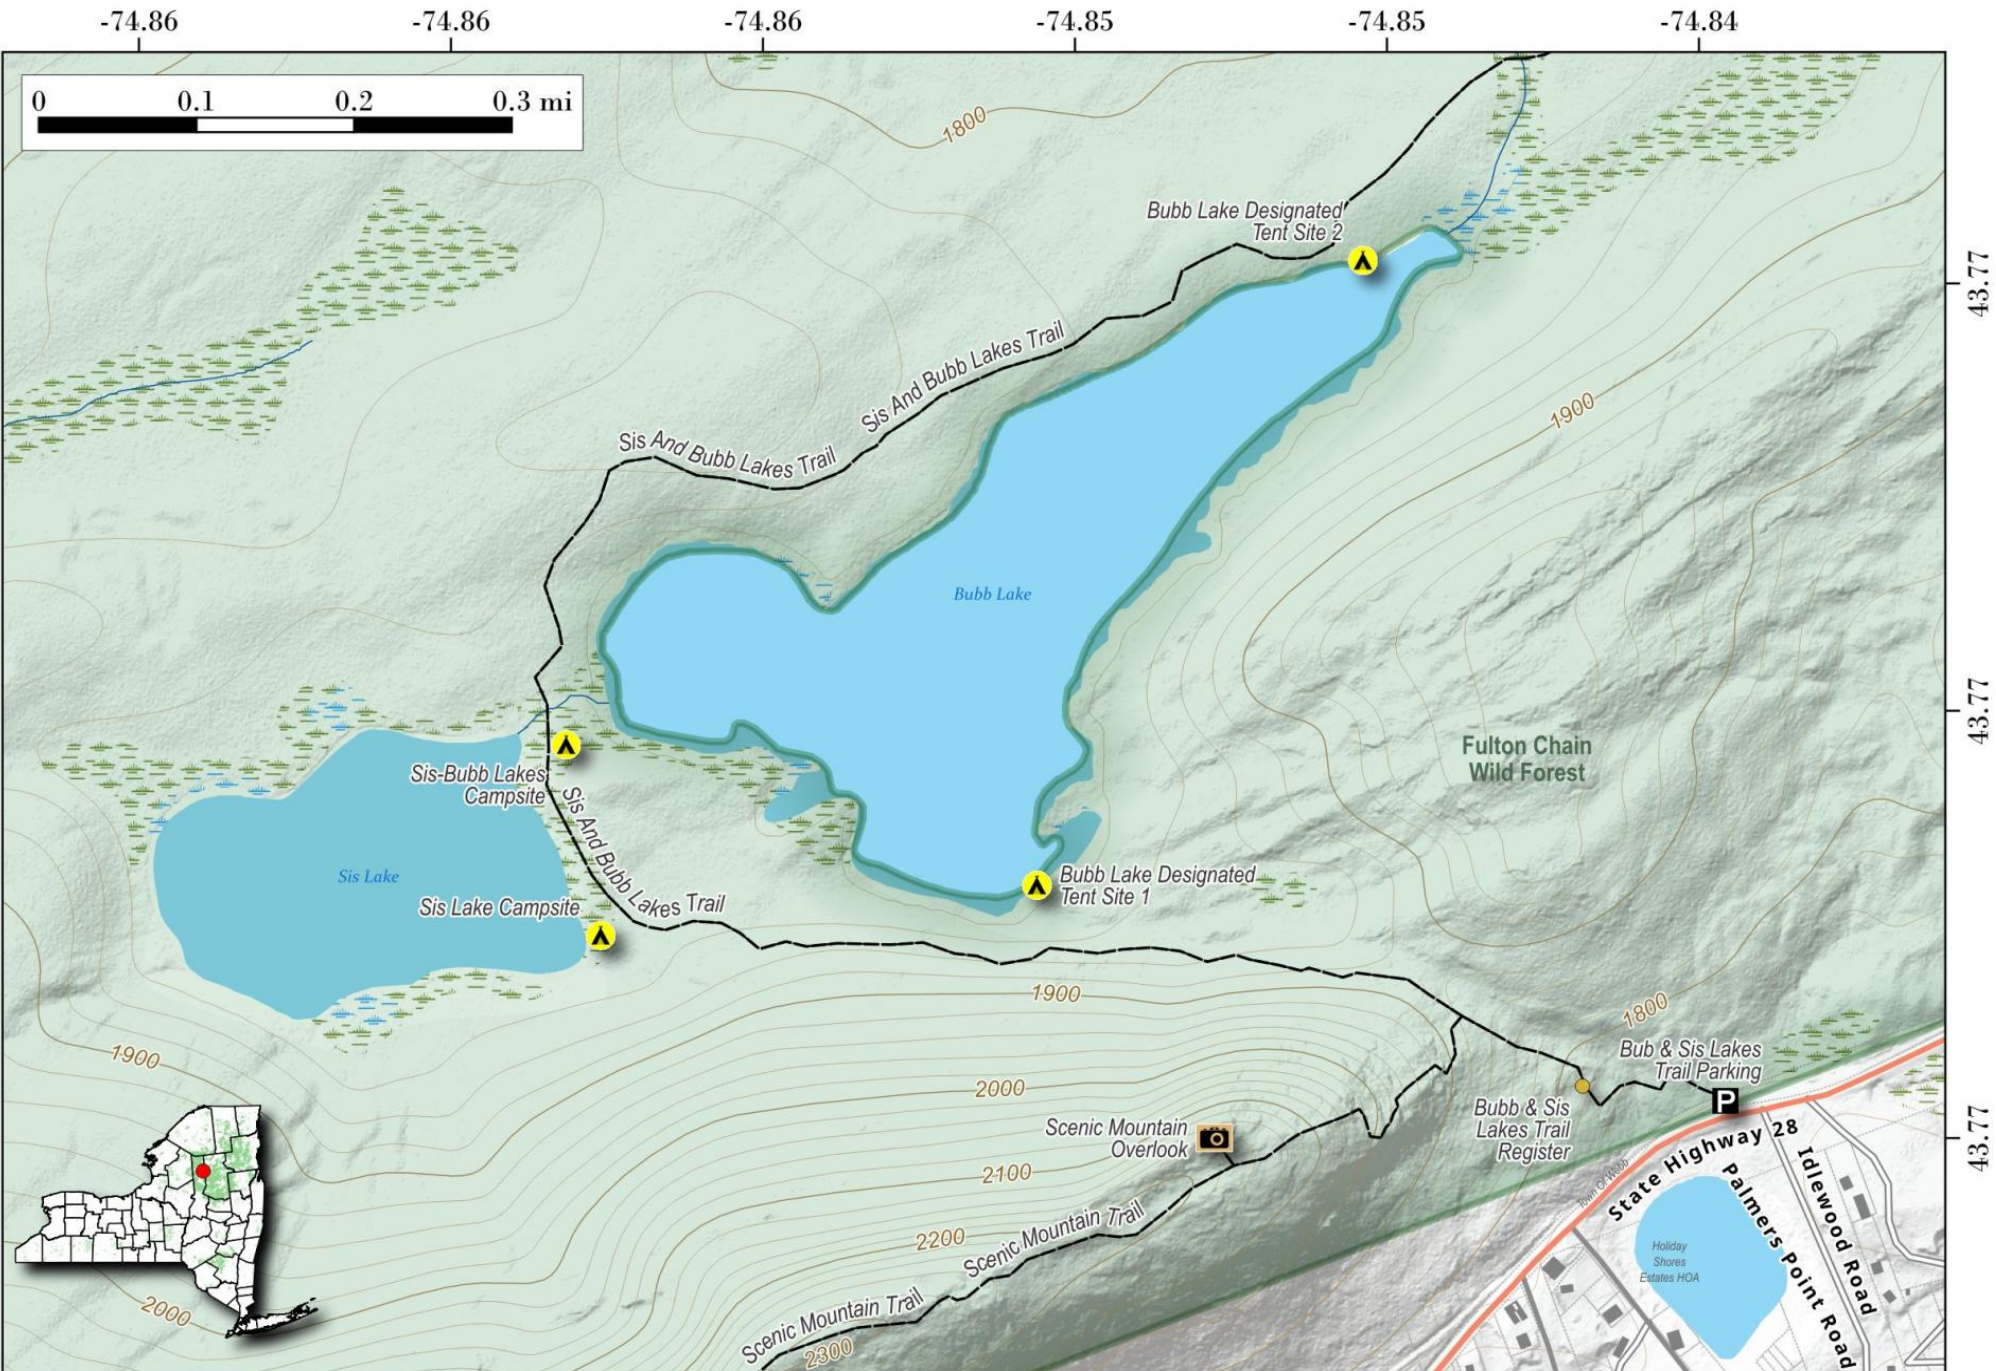 -74.86
-74.86
-74.86
-74.85
-74.85
-74.84
0
0.1
0.2
0.3 mi
1800
Bubb Lake Designated
Tent Site 2
43.77
Sis And Bubb Lakes Trail
1900
Sis And Bubb Lakes Trail
Bubb Lake
43.77
Fulton Chain
Wild Forest
Sis-Bubb Lakes
Campsite
Sis And Bubb Lakes Trail
Sis Lake
Bubb Lake Designated
Tent Site 1
Sis Lake Campsite
1900
1800
1900
Bub & Sis Lakes
Trail Parking
P
2000
Bubb & Sis
Lakes Trail
Register
Scenic Mountain
Overlook
43.77
2100
State Highway 28
Town Of Webb
Idlewood Road
Palmers Point Road
2200
Scenic Mountain Trail
Holiday
Shores
Estates HOA
2000
Scenic Mountain Trail
2300